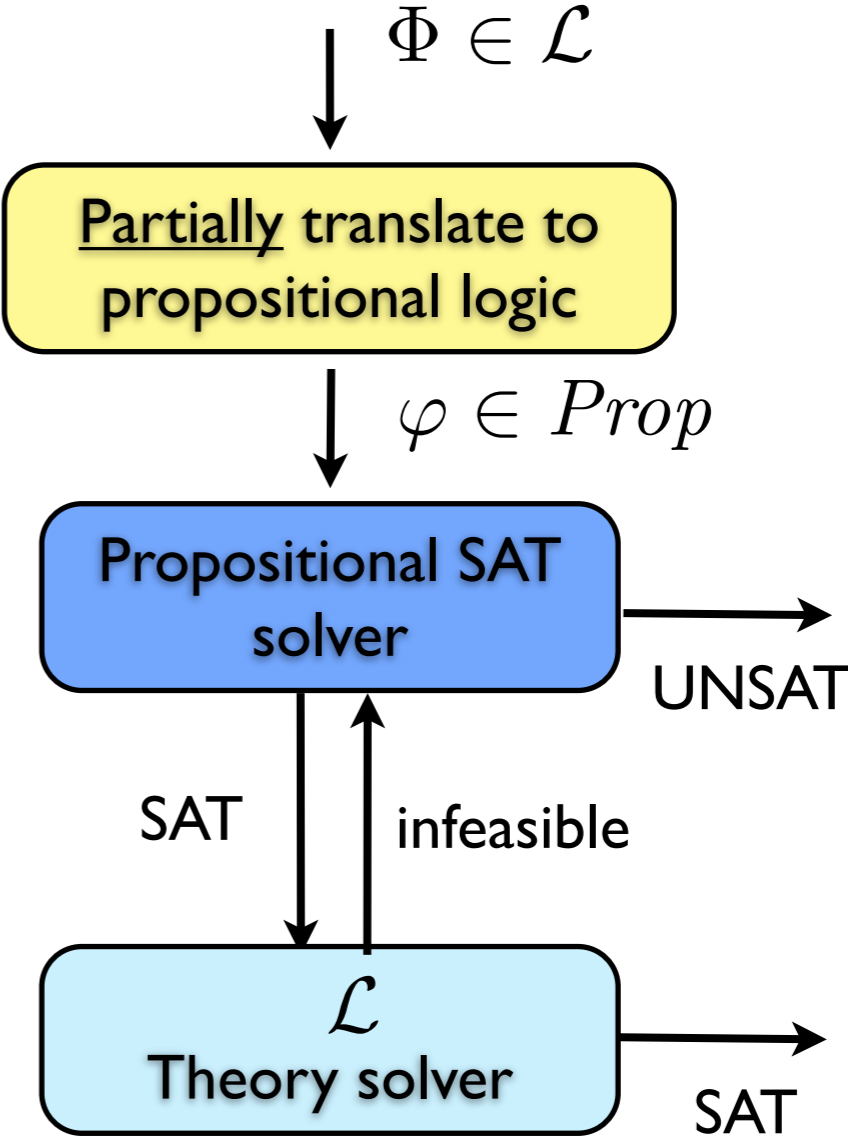 Φ ∈ ℒ
Partially translate to
propositional logic
φ ∈ Prop
Propositional SAT
solver
UNSAT
SAT
infeasible
ℒ
Theory solver
SAT